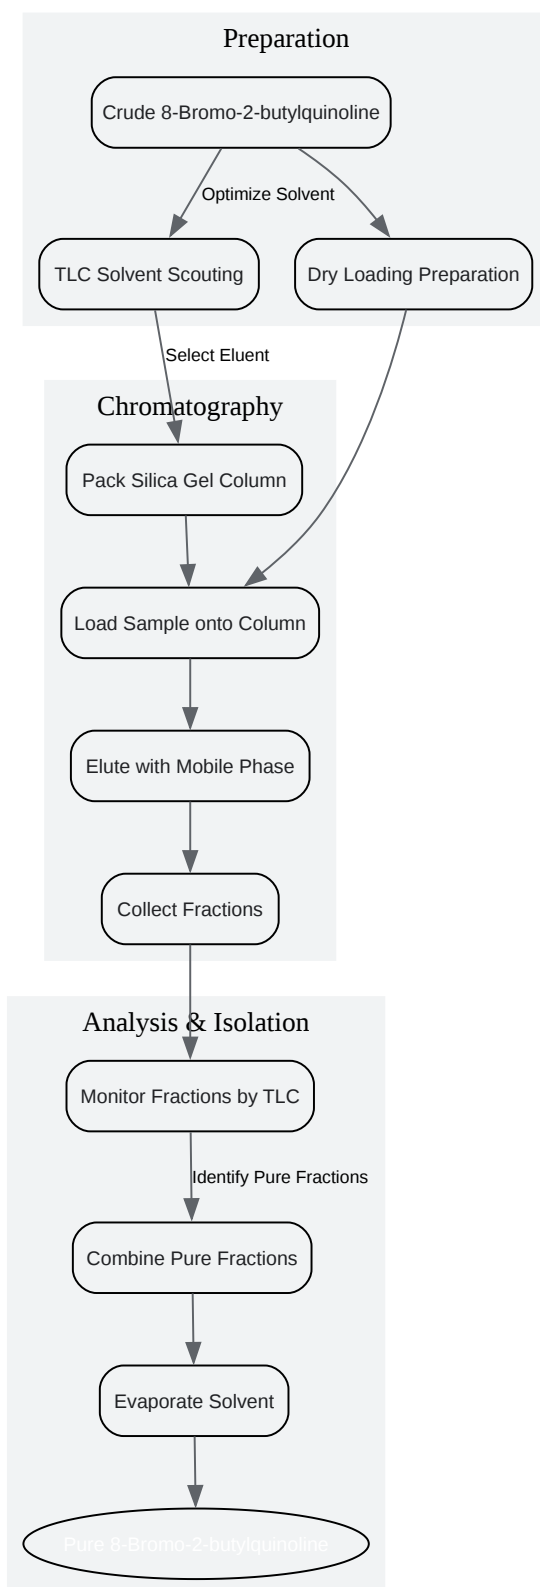 Preparation
Crude 8-Bromo-2-butylquinoline
Optimize Solvent
TLC Solvent Scouting
Dry Loading Preparation
Select Eluent
Chromatography
Pack Silica Gel Column
Load Sample onto Column
Elute with Mobile Phase
Collect Fractions
Analysis & Isolation
Monitor Fractions by TLC
Identify Pure Fractions
Combine Pure Fractions
Evaporate Solvent
Pure 8-Bromo-2-butylquinoline